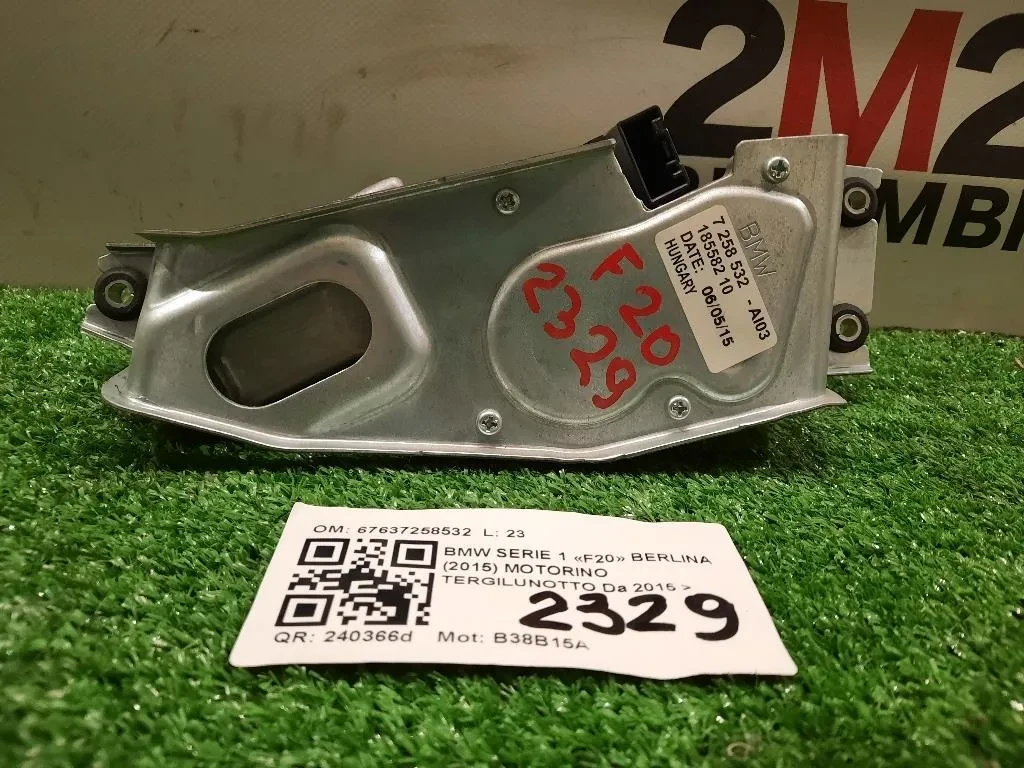 2M2
MBI
BMW
7 258 532 - AI03
185582 10
DATE: 06/05/15
HUNGARY
F20
2329
OM: 67637258532 L: 23
BMW SERIE 1 «F20» BERLINA
(2015) MOTORINO
TERGILUNOTTO Da 2015 >
2329
QR: 240366d Mot: B38B15A